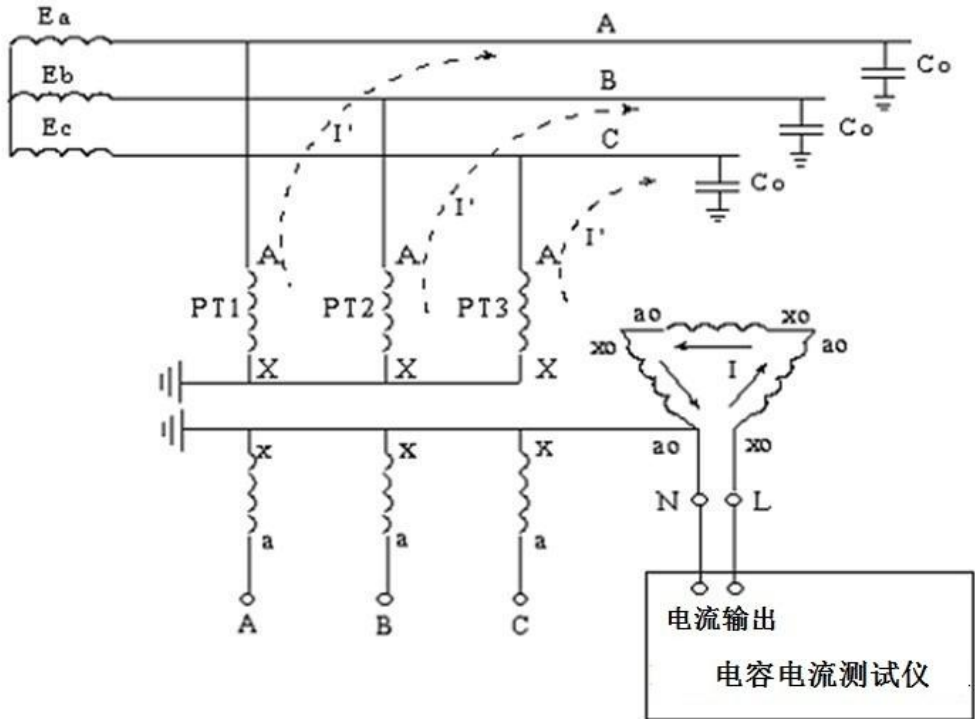 Ea
A
Co
Eb
B
Co
Ec
C
Co
I'
I'
I'
A
A
A
PT1
PT2
PT3
X
X
X
ao
xo
xo
ao
I
x
x
X
ao
xo
a
a
a
N
L
A
B
C
电流输出
电容电流测试仪